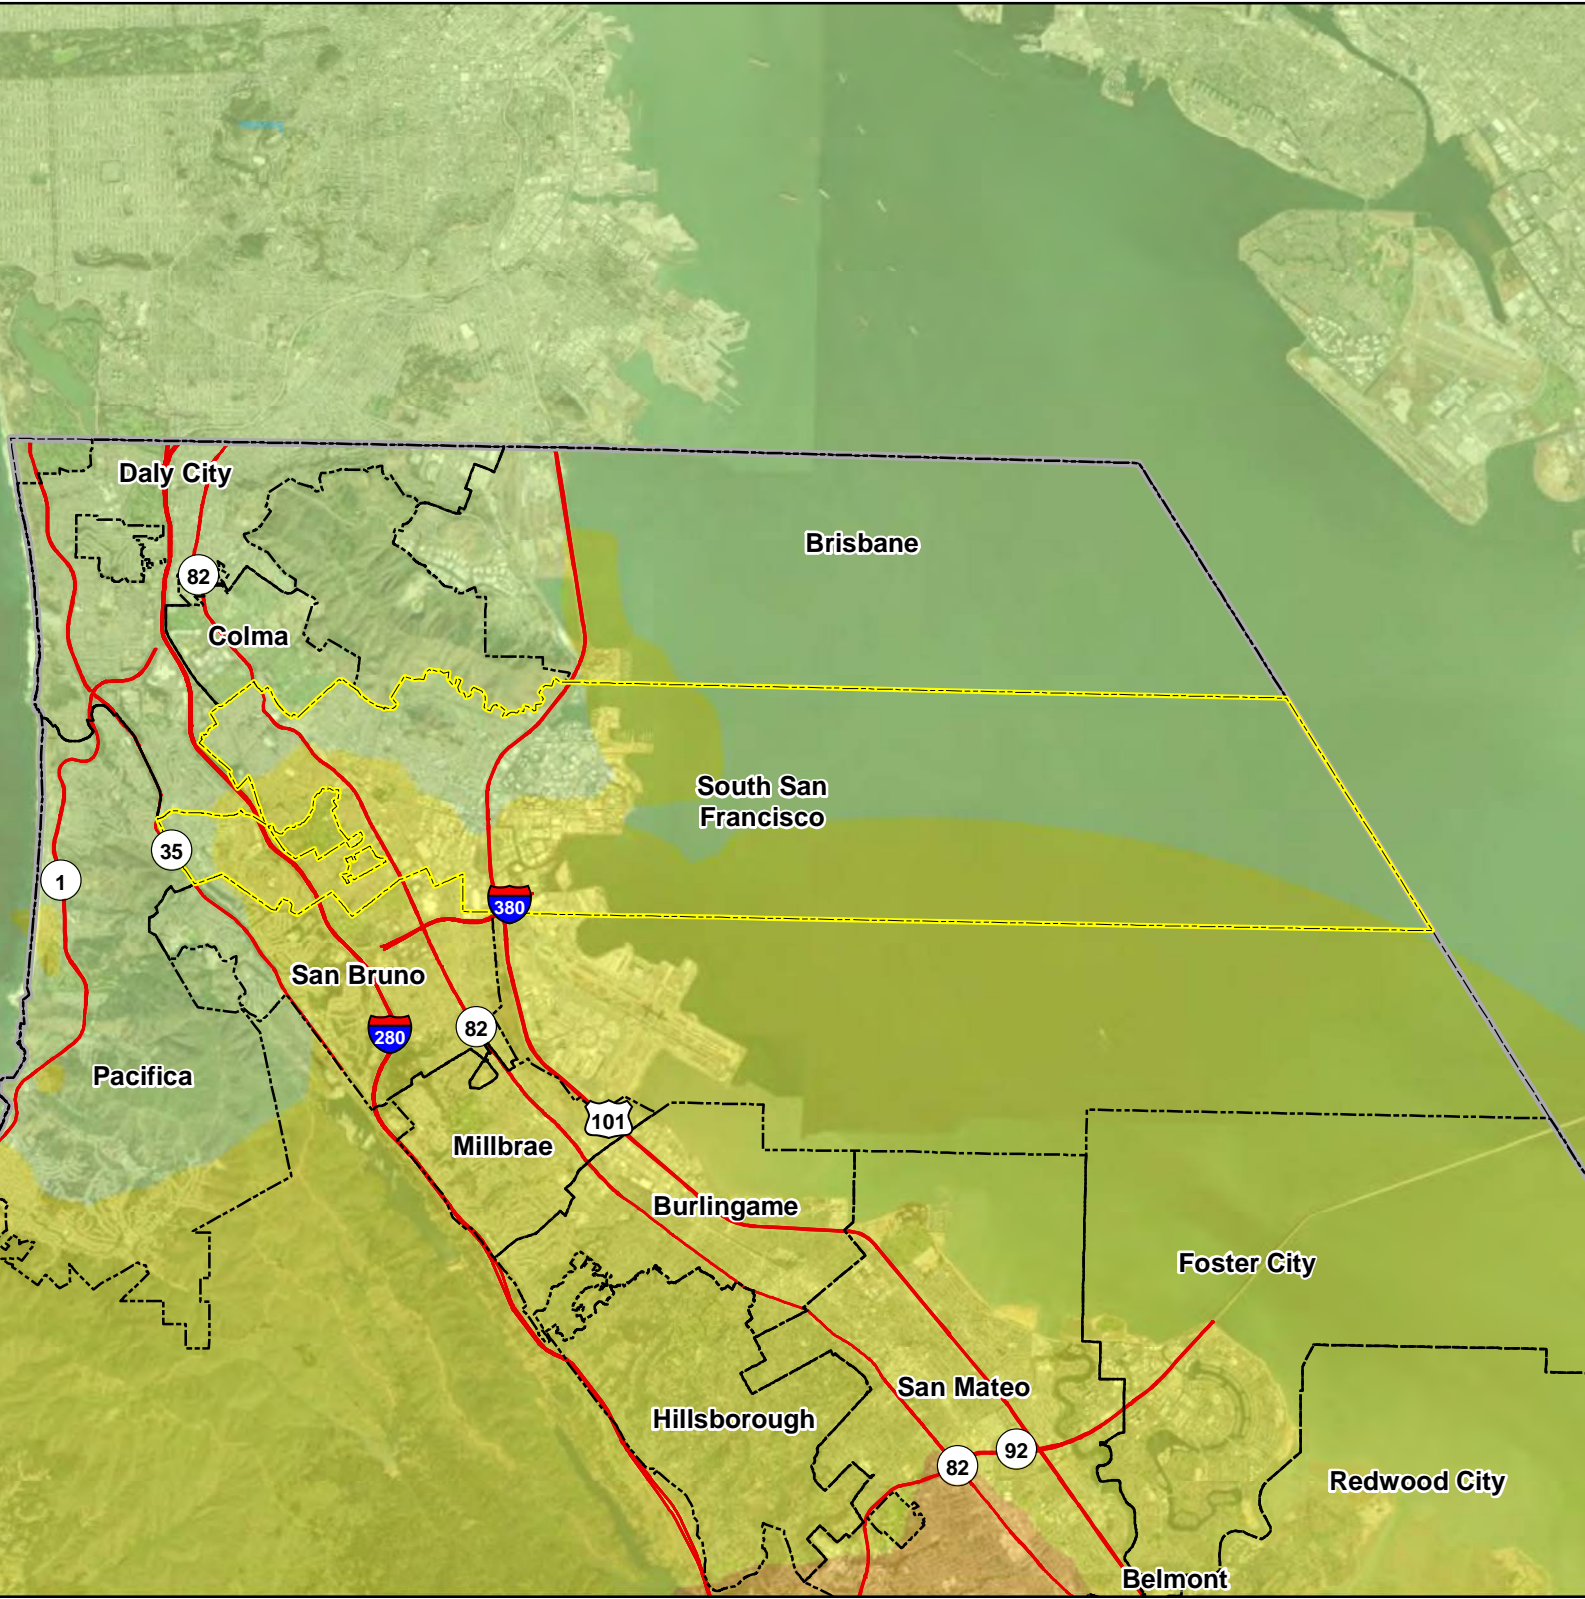 Daly City
Brisbane
82
Colma
South San
Francisco
35
1
380
San Bruno
280
82
Pacifica
101
Millbrae
Burlingame
Foster City
San Mateo
Hillsborough
92
82
Redwood City
Belmont